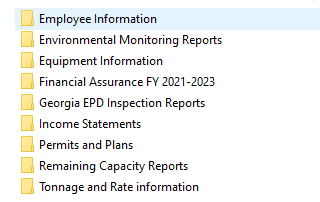 Employee Information
Environmental Monitoring Reports
Equipment Information
Financial Assurance FY 2021-2023
Georgia EPD Inspection Reports
Income Statements
Permits and Plans
Remaining Capacity Reports
Tonnage and Rate information